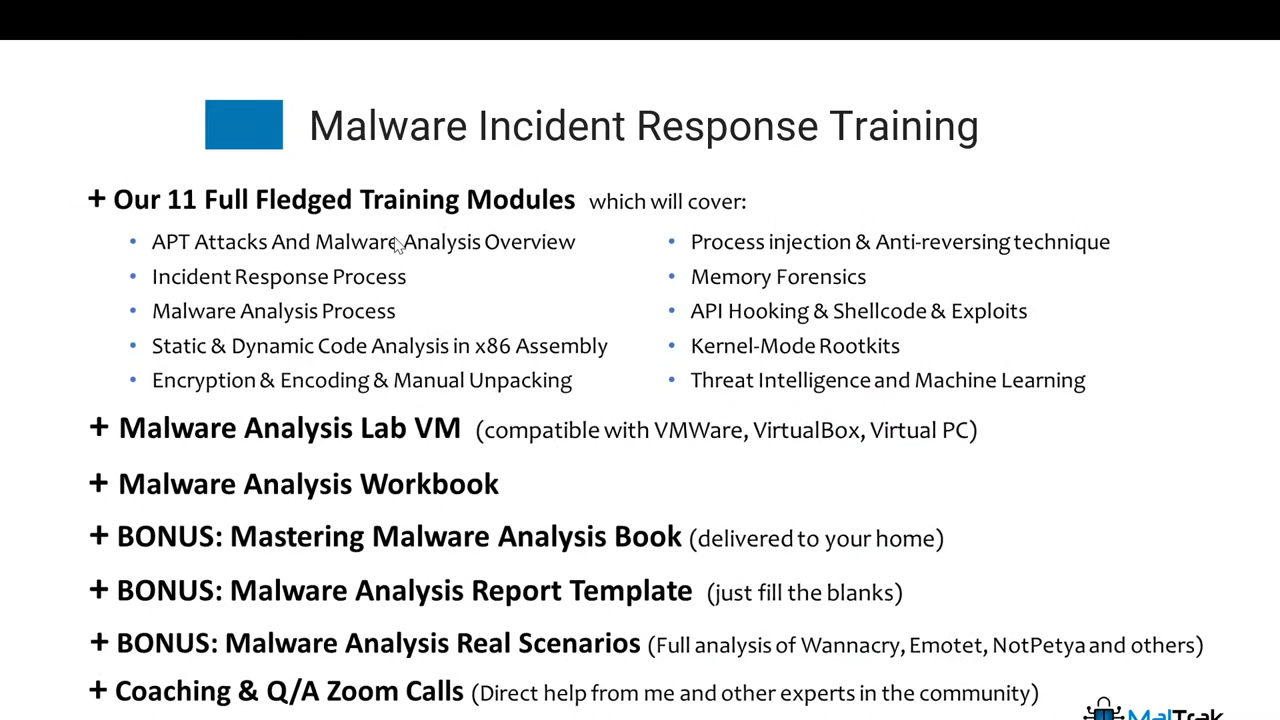 Malware Incident Response Training
+ Our 11 Full Fledged Training Modules which will cover:
• APT Attacks And Malware Analysis Overview
• Incident Response Process
• Malware Analysis Process
• Static & Dynamic Code Analysis in x86 Assembly
• Encryption & Encoding & Manual Unpacking
• Process injection & Anti-reversing technique
• Memory Forensics
• API Hooking & Shellcode & Exploits
• Kernel-Mode Rootkits
• Threat Intelligence and Machine Learning
+ Malware Analysis Lab VM (compatible with VMWare, VirtualBox, Virtual PC)
+ Malware Analysis Workbook
+ BONUS: Mastering Malware Analysis Book (delivered to your home)
+ BONUS: Malware Analysis Report Template (just fill the blanks)
+ BONUS: Malware Analysis Real Scenarios (Full analysis of Wannacry, Emotet, NotPetya and others)
+ Coaching & Q/A Zoom Calls (Direct help from me and other experts in the community)
MalTrak